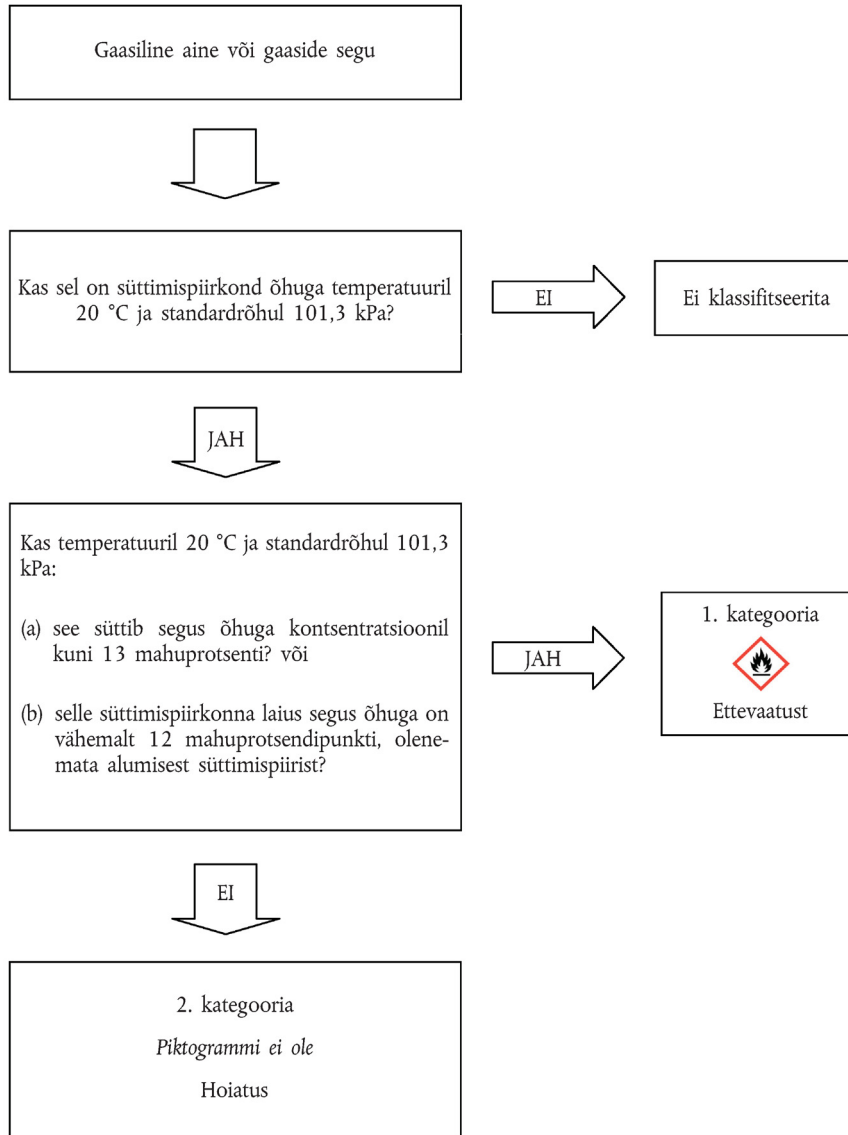 Gaasiline aine või gaaside segu
Kas sel on süttimispiirkond õhuga temperatuuril
20 °C ja standardrõhul 101,3 kPa?
EI
Ei klassifitseerita
JAH
Kas temperatuuril 20 °C ja standardrõhul 101,3
kPa:
(a) see süttib segus õhuga kontsentratsioonil
kuni 13 mahuprotsenti? või
(b) selle süttimispiirkonna laius segus õhuga on
vähemalt 12 mahuprotsendipunkti, olene-
mata alumisest süttimispiirist?
JAH
1. kategooria
Ettevaatust
EI
2. kategooria
Piktogrammi ei ole
Hoiatus